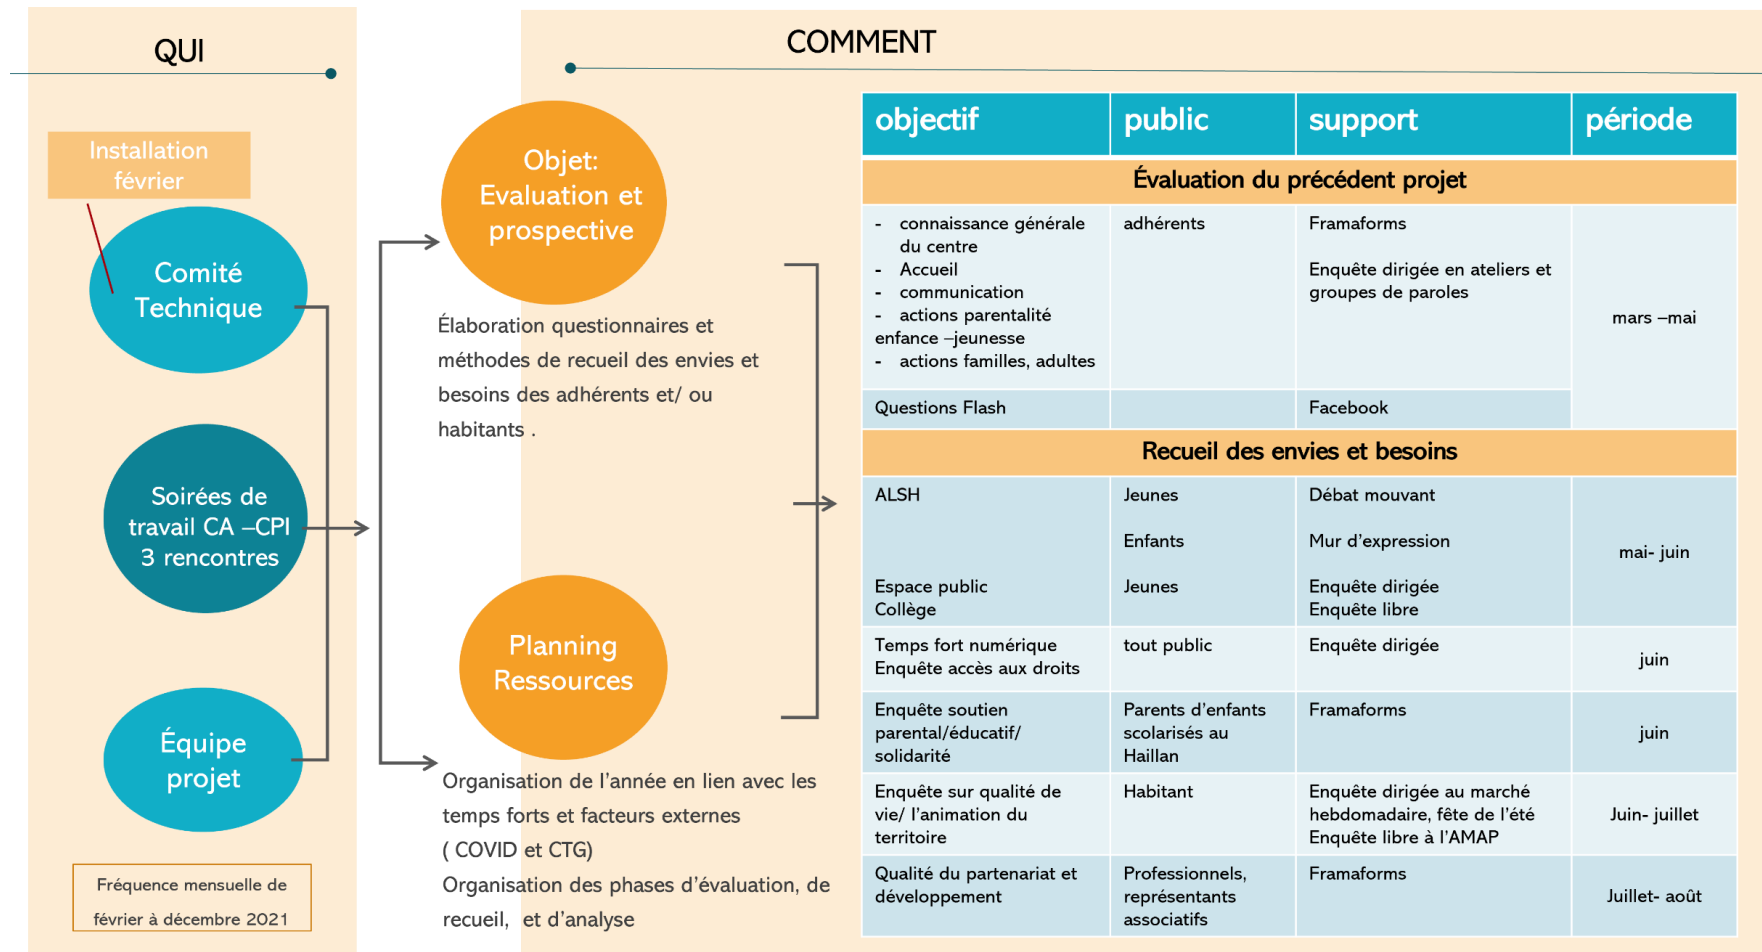 QUI
Installation
février
Comité
Technique
Soirées de
travail CA –CPI
3 rencontres
Équipe
projet
Fréquence mensuelle de
février à décembre 2021
COMMENT
Objet:
Evaluation et
prospective
Élaboration questionnaires et
méthodes de recueil des envies et
besoins des adhérents et/ ou
habitants .
Planning
Ressources
Organisation de l’année en lien avec les
temps forts et facteurs externes
( COVID et CTG)
Organisation des phases d’évaluation, de
recueil, et d’analyse
objectif public support période
Évaluation du précédent projet
- connaissance générale
du centre
- Accueil
- communication
- actions parentalité
enfance –jeunesse
- actions familles, adultes
adhérents
Framaforms
Enquête dirigée en ateliers et
groupes de paroles
mars –mai
Questions Flash
Facebook
Recueil des envies et besoins
ALSH
Jeunes
Débat mouvant
Enfants
Mur d’expression
mai- juin
Espace public
Collège
Jeunes
Enquête dirigée
Enquête libre
Temps fort numérique
Enquête accès aux droits
tout public
Enquête dirigée
juin
Enquête soutien
parental/éducatif/
solidarité
Parents d’enfants
scolarisés au
Haillan
Framaforms
juin
Enquête sur qualité de
vie/ l’animation du
territoire
Habitant
Enquête dirigée au marché
hebdomadaire, fête de l’été
Enquête libre à l’AMAP
Juin- juillet
Qualité du partenariat et
développement
Professionnels,
représentants
associatifs
Framaforms
Juillet- août